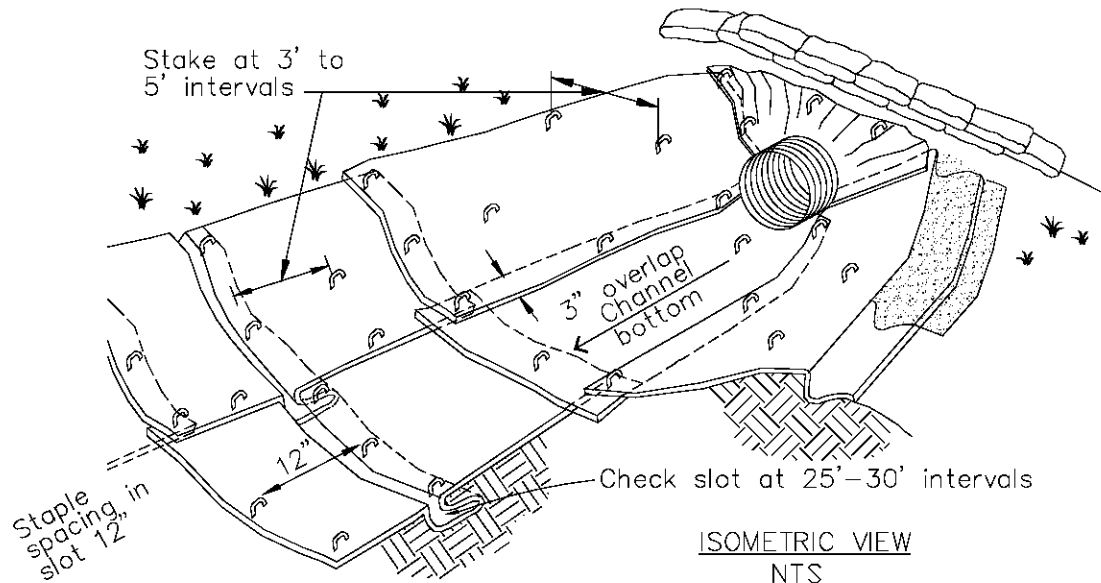 Stake at 3' to
5' intervals
3" overlap
Channel
bottom
12"
Staple
spacing in
slot 12"
Check slot at 25'-30' intervals
ISOMETRIC VIEW
NTS